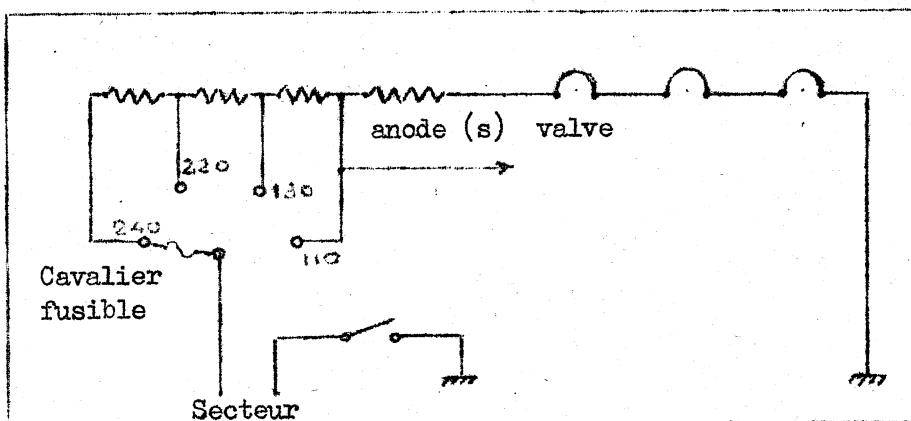 anode (s) valve
220
130
240
110
Cavalier
fusible
Secteur